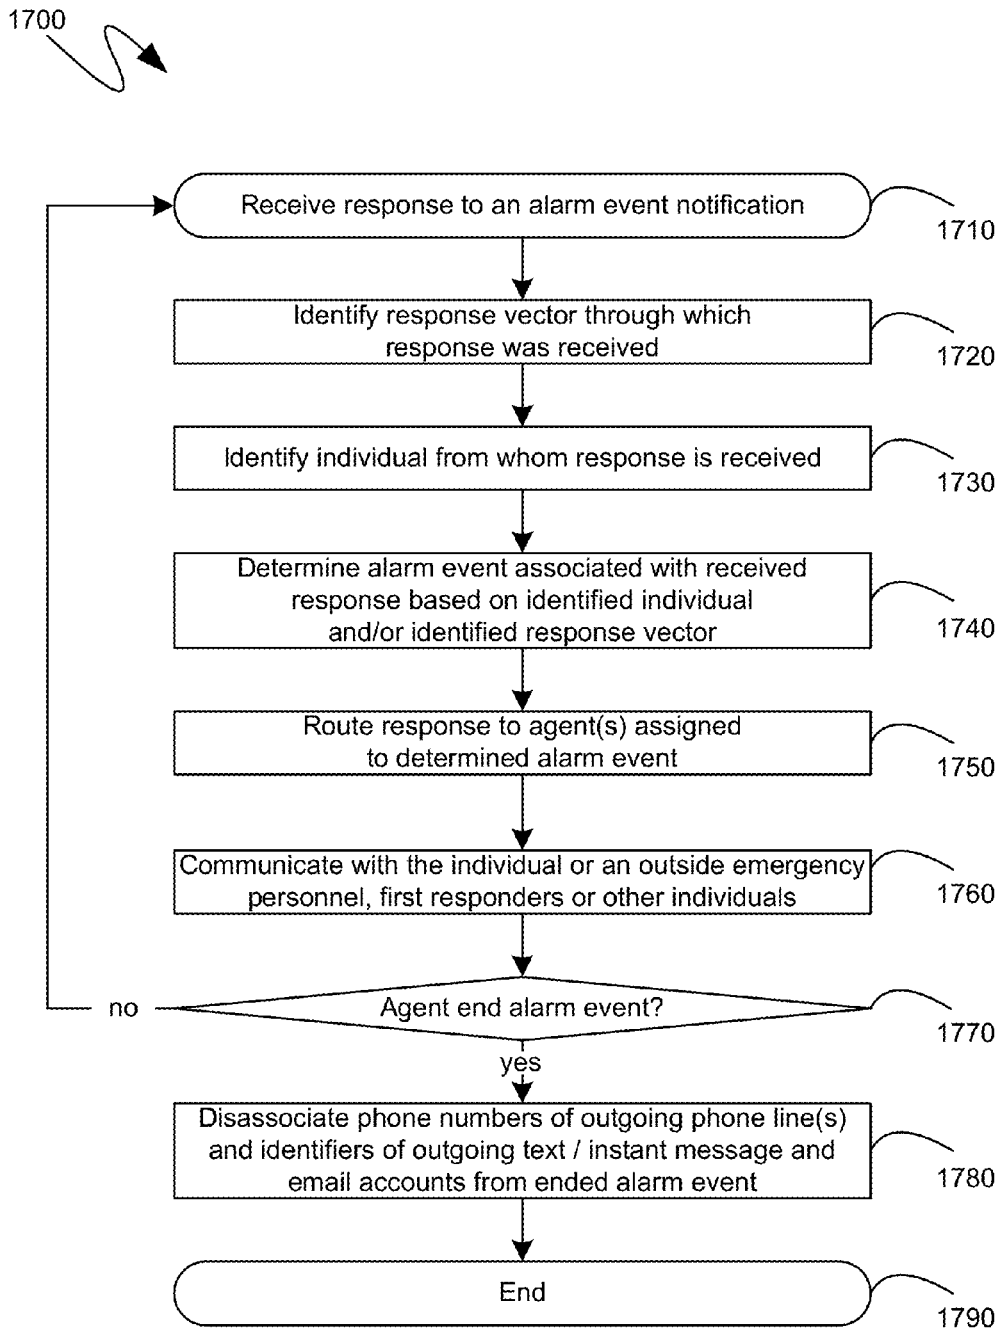 1700
Receive response to an alarm event notification
1710
Identify response vector through which
response was received
1720
Identify individual from whom response is received
1730
Determine alarm event associated with received
response based on identified individual
and/or identified response vector
1740
Route response to agent(s) assigned
to determined alarm event
1750
Communicate with the individual or an outside emergency
personnel, first responders or other individuals
1760
no
Agent end alarm event?
1770
yes
Disassociate phone numbers of outgoing phone line(s)
and identifiers of outgoing text / instant message and
email accounts from ended alarm event
1780
End
1790